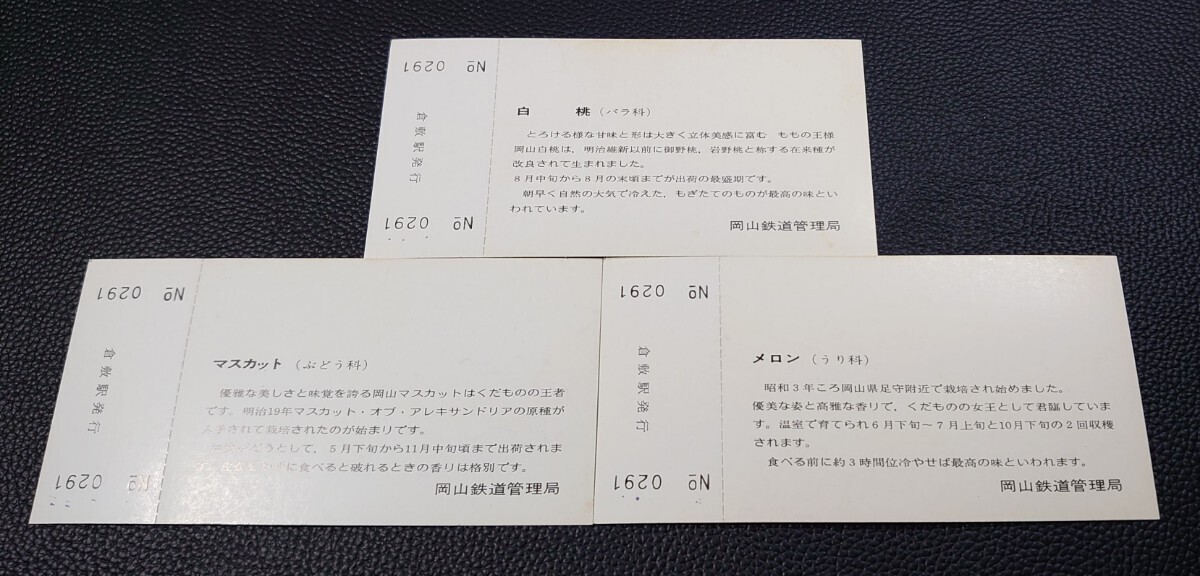 No 0291
倉敷駅発行
No 0291
白 桃（バラ科）
とろける様な甘味と形は大きく立体美感に富む ももの王様
岡山白桃は，明治維新以前に御野桃，岩野桃と称する在来種が
改良されて生まれました。
8月中旬から8月の末頃までが出荷の最盛期です。
朝早く自然の大気で冷えた，もぎたてのものが最高の味とい
われています。
岡山鉄道管理局
No 0291
倉敷駅発行
No 0291
マスカット（ぶどう科）
優雅な美しさと味覚を誇る岡山マスカットはくだものの王者
です。明治19年マスカット・オブ・アレキサンドリアの原種が
入手されて栽培されたのが始まりです。
として，5月下旬から11月中旬頃まで出荷されま
に食べると破れるときの香りは格別です。
岡山鉄道管理局
No 0291
倉敷駅発行
No 0291
メロン（うり科）
昭和3年ころ岡山県足守附近で栽培され始めました。
優美な姿と高雅な香りで，くだものの女王として君臨していま
す。温室で育てられ6月下旬～7月上旬と10月下旬の2回収穫
されます。
食べる前に約3時間位冷やせば最高の味といわれます。
岡山鉄道管理局